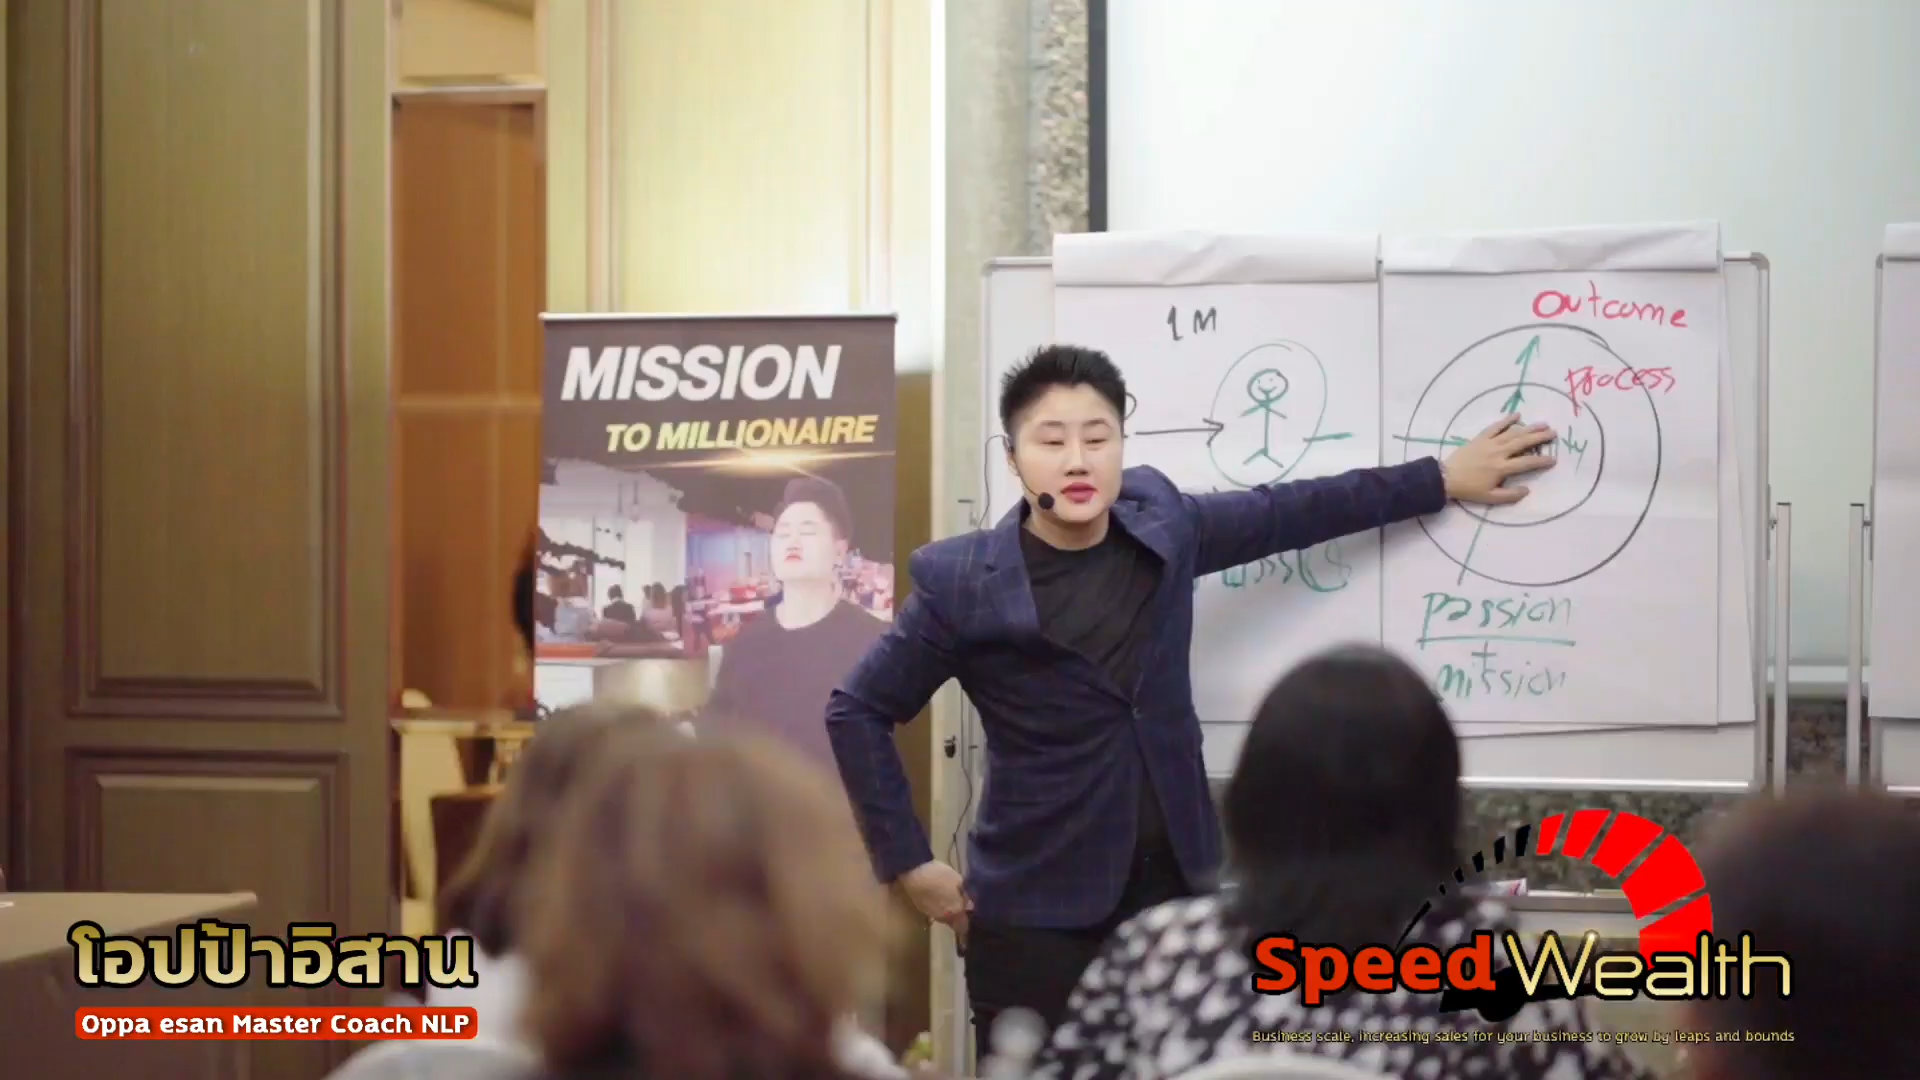 MISSION
TO MILLIONAIRE
1 M
outcome
process
passion
+
mission
โอปป้าอิสาน
Oppa esan Master Coach NLP
Speed Wealth
Business scale, increasing sales for your business to grow by leaps and bounds